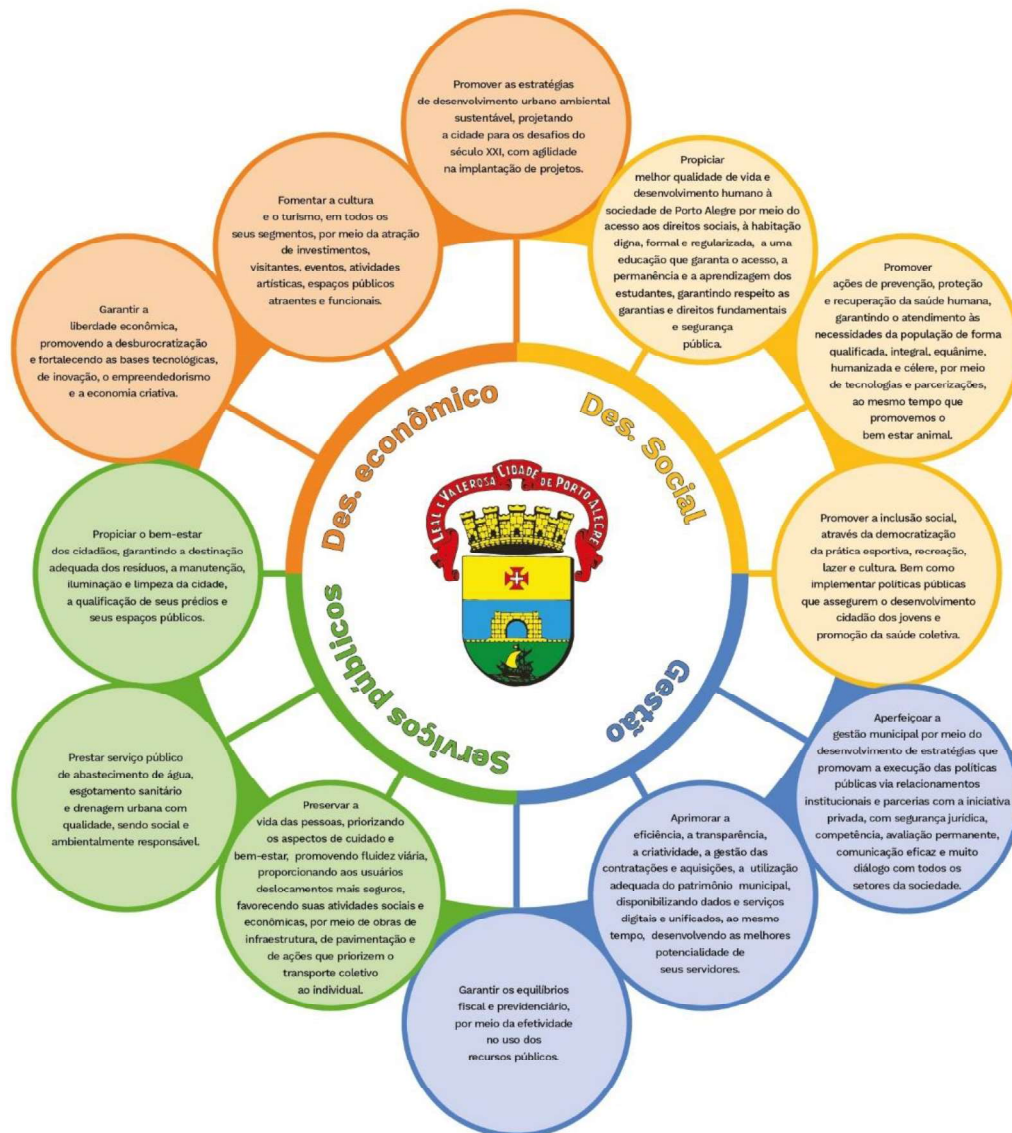 Promover as estratégias
de desenvolvimento urbano ambiental
sustentável, projetando
a cidade para os desafios do
século XXI, com agilidade
na implantação de projetos.
Propiciar
melhor qualidade de vida e
desenvolvimento humano à
sociedade de Porto Alegre por meio do
acesso aos direitos sociais, à habitação
digna, formal e regularizada, a uma
educação que garanta o acesso, a
permanência e a aprendizagem dos
estudantes, garantindo respeito as
garantias e direitos fundamentais
e segurança
pública.
Promover
ações de prevenção, proteção
e recuperação da saúde humana,
garantindo o atendimento às
necessidades da população de forma
qualificada, integral, equânime,
humanizada e célere, por meio
de tecnologias e parcerizações,
ao mesmo tempo que
promovemos o
bem estar animal.
Promover a inclusão social,
através da democratização
da prática esportiva, recreação,
lazer e cultura. Bem como
implementar políticas públicas
que assegurem o desenvolvimento
cidadão dos jovens e
promoção da saúde coletiva.
Aperfeiçoar a
gestão municipal por meio do
desenvolvimento de estratégias que
promovam a execução das políticas
públicas via relacionamentos
institucionais e parcerias com a iniciativa
privada, com segurança jurídica,
competência, avaliação permanente,
comunicação eficaz e muito
diálogo com todos os
setores da sociedade.
Aprimorar a
eficiência, a transparência,
a criatividade, a gestão das
contratações e aquisições, a utilização
adequada do patrimônio municipal,
disponibilizando dados e serviços
digitais e unificados, ao mesmo
tempo, desenvolvendo as melhores
potencialidade de
seus servidores.
Garantir os equilíbrios
fiscal e previdenciário,
por meio da efetividade
no uso dos
recursos públicos.
Preservar a
vida das pessoas, priorizando
os aspectos de cuidado e
bem-estar, promovendo fluidez viária,
proporcionando aos usuários
deslocamentos mais seguros,
favorecendo suas atividades sociais e
econômicas, por meio de obras de
infraestrutura, de pavimentação e
de ações que priorizem o
transporte coletivo
ao individual.
Prestar serviço público
de abastecimento de água,
esgotamento sanitário
e drenagem urbana com
qualidade, sendo social e
ambientalmente responsável.
Propiciar o bem-estar
dos cidadãos, garantindo a destinação
adequada dos resíduos, a manutenção,
iluminação e limpeza da cidade,
a qualificação de seus prédios e
seus espaços públicos.
Garantir a
liberdade econômica,
promovendo a desburocratização
e fortalecendo as bases tecnológicas,
de inovação, o empreendedorismo
e a economia criativa.
Fomentar a cultura
e o turismo, em todos os
seus segmentos, por meio da atração
de investimentos,
visitantes, eventos, atividades
artísticas, espaços públicos
atraentes e funcionais.
Des. econômico
Des. Social
Gestão
Serviços públicos
LEAL E VALEROSA CIDADE DE PORTO ALEGRE